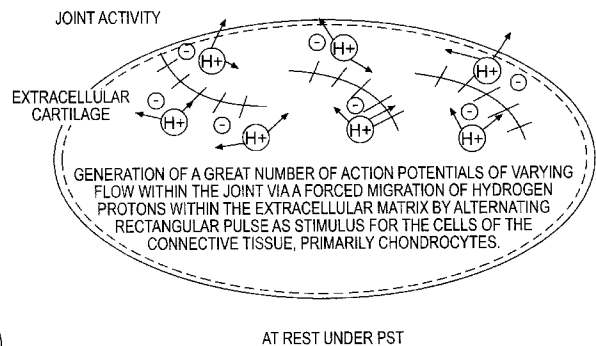 JOINT ACTIVITY
EXTRACELLULAR
CARTILAGE
H+
H+
H+
H+
H+
H+
H+
GENERATION OF A GREAT NUMBER OF ACTION POTENTIALS OF VARYING
FLOW WITHIN THE JOINT VIA A FORCED MIGRATION OF HYDROGEN
PROTONS WITHIN THE EXTRACELLULAR MATRIX BY ALTERNATING
RECTANGULAR PULSE AS STIMULUS FOR THE CELLS OF THE
CONNECTIVE TISSUE, PRIMARILY CHONDROCYTES.
AT REST UNDER PST